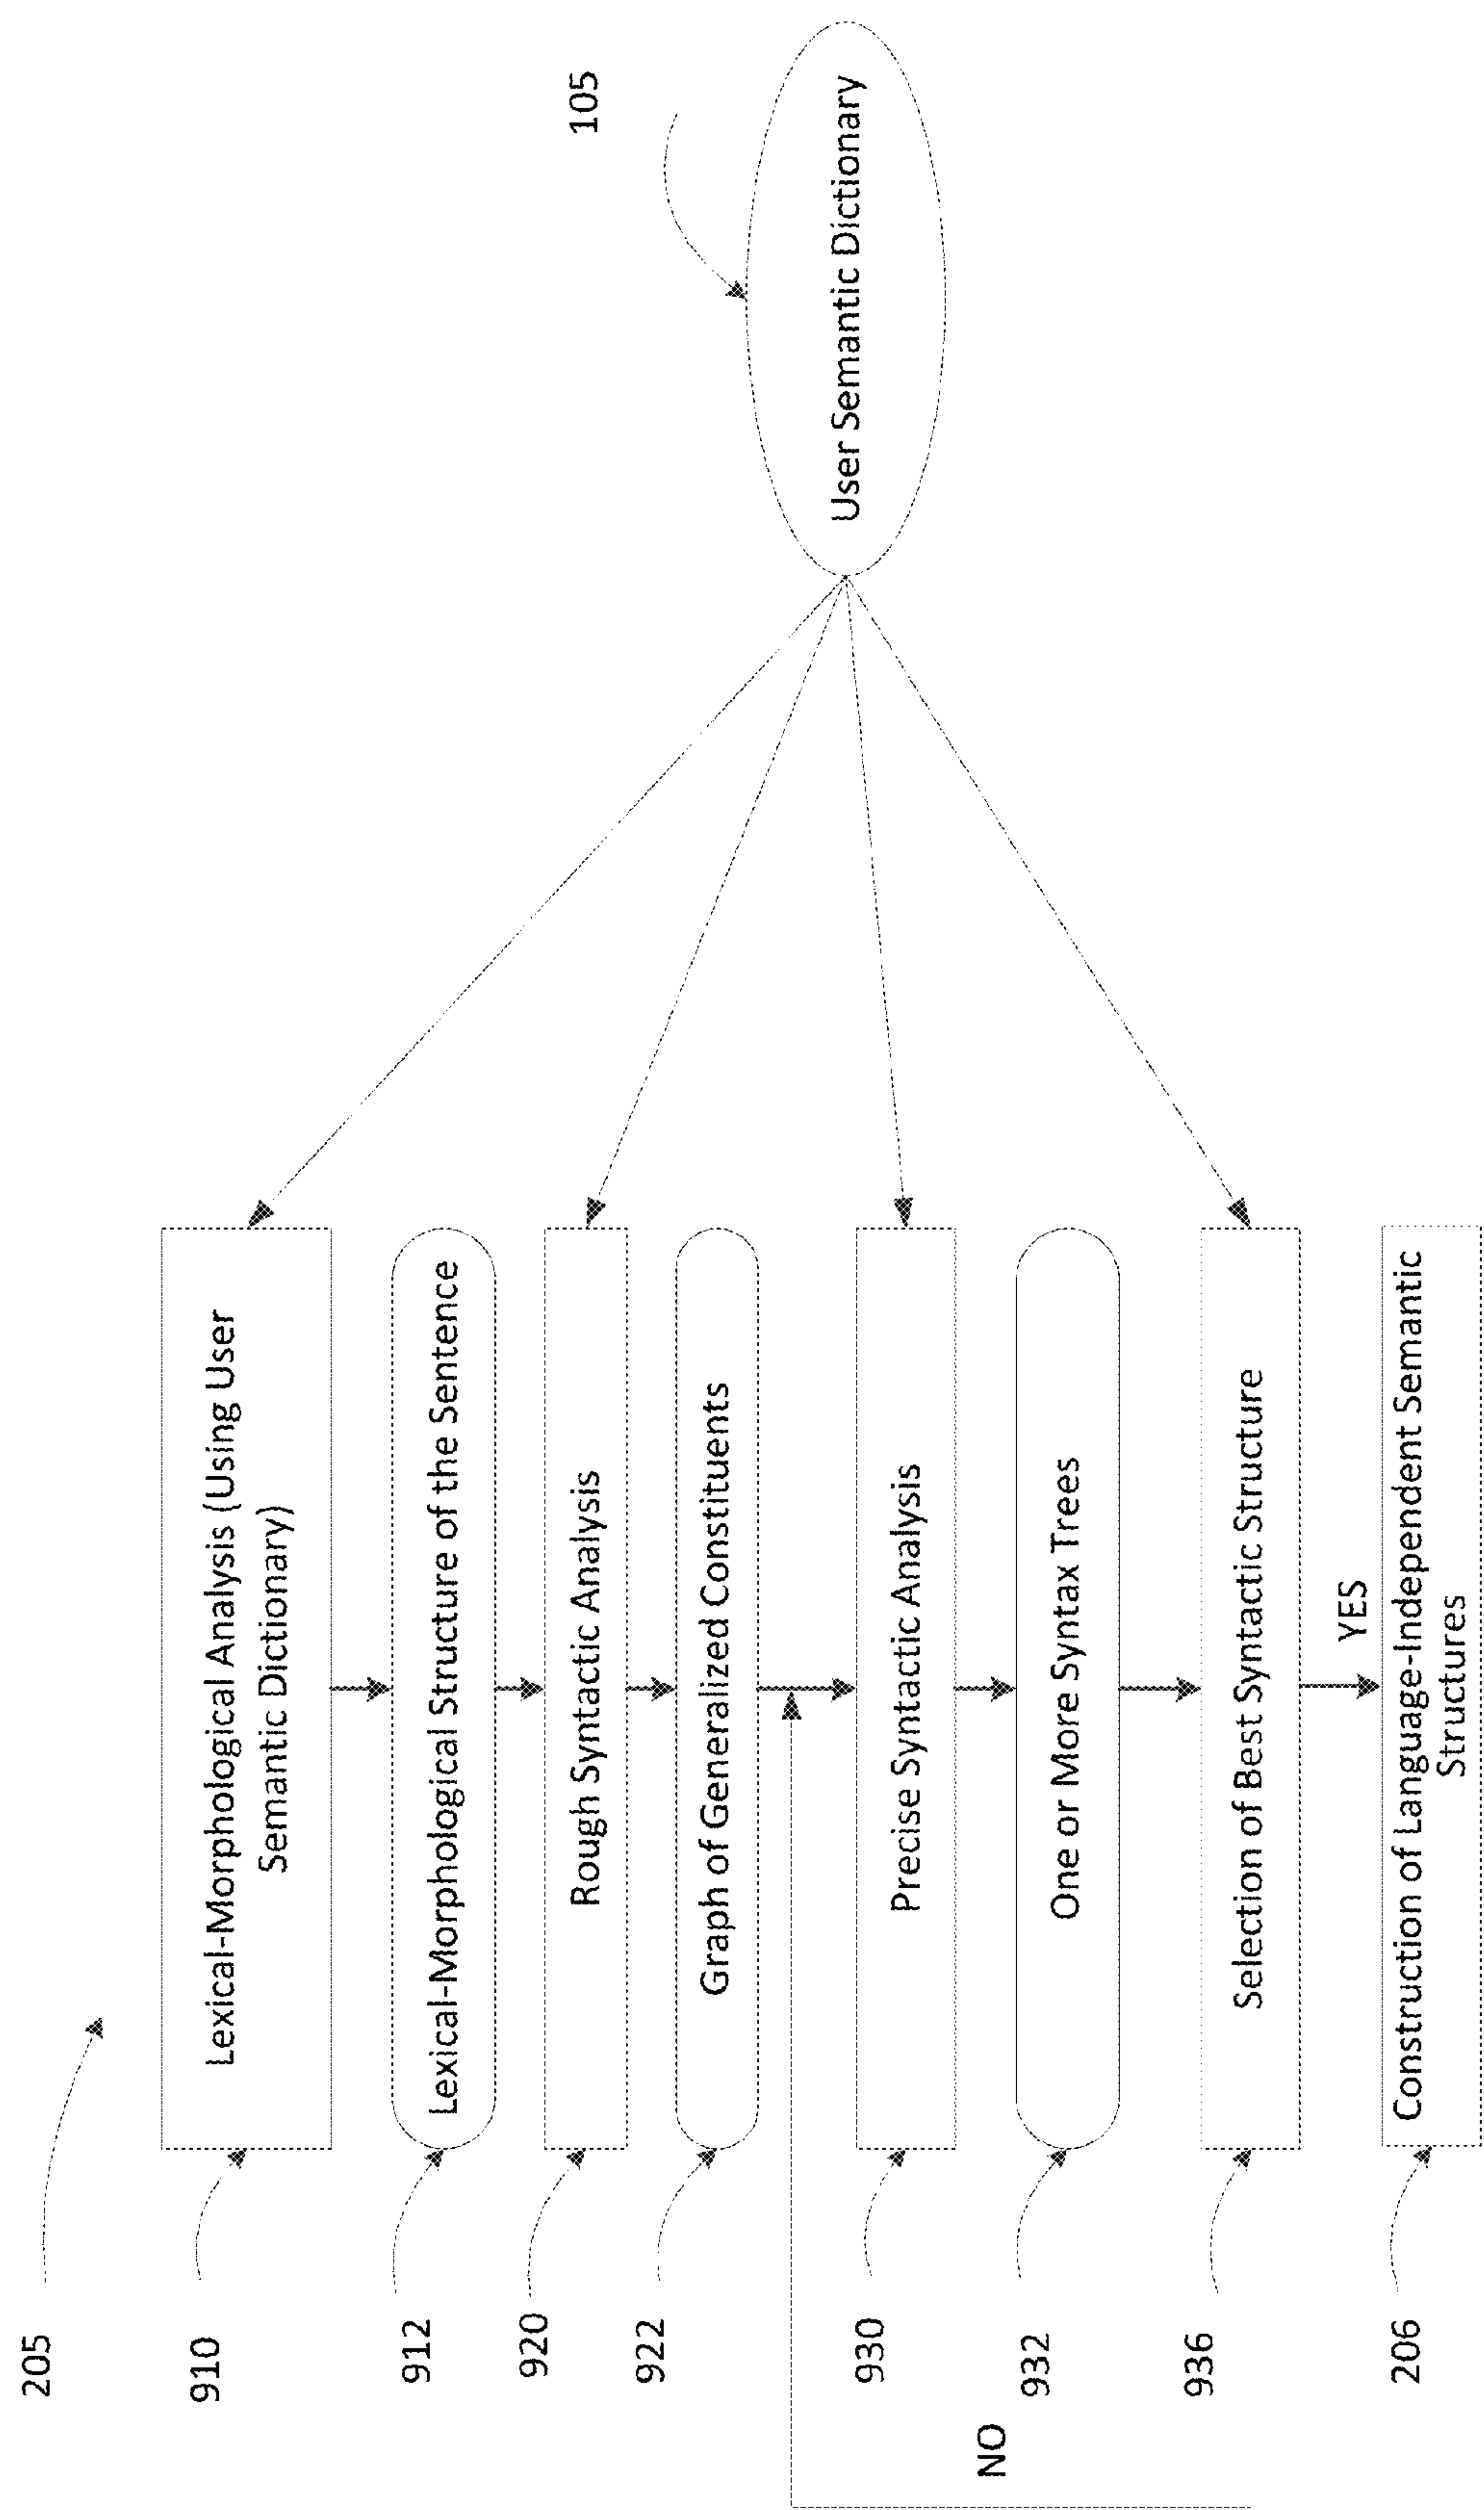 205
910
Lexical-Morphological Analysis (Using User
Semantic Dictionary)
912
Lexical-Morphological Structure of the Sentence
920
Rough Syntactic Analysis
922
Graph of Generalized Constituents
105
User Semantic Dictionary
930
Precise Syntactic Analysis
NO
932
One or More Syntax Trees
936
Selection of Best Syntactic Structure
YES
206
Construction of Language-Independent Semantic
Structures